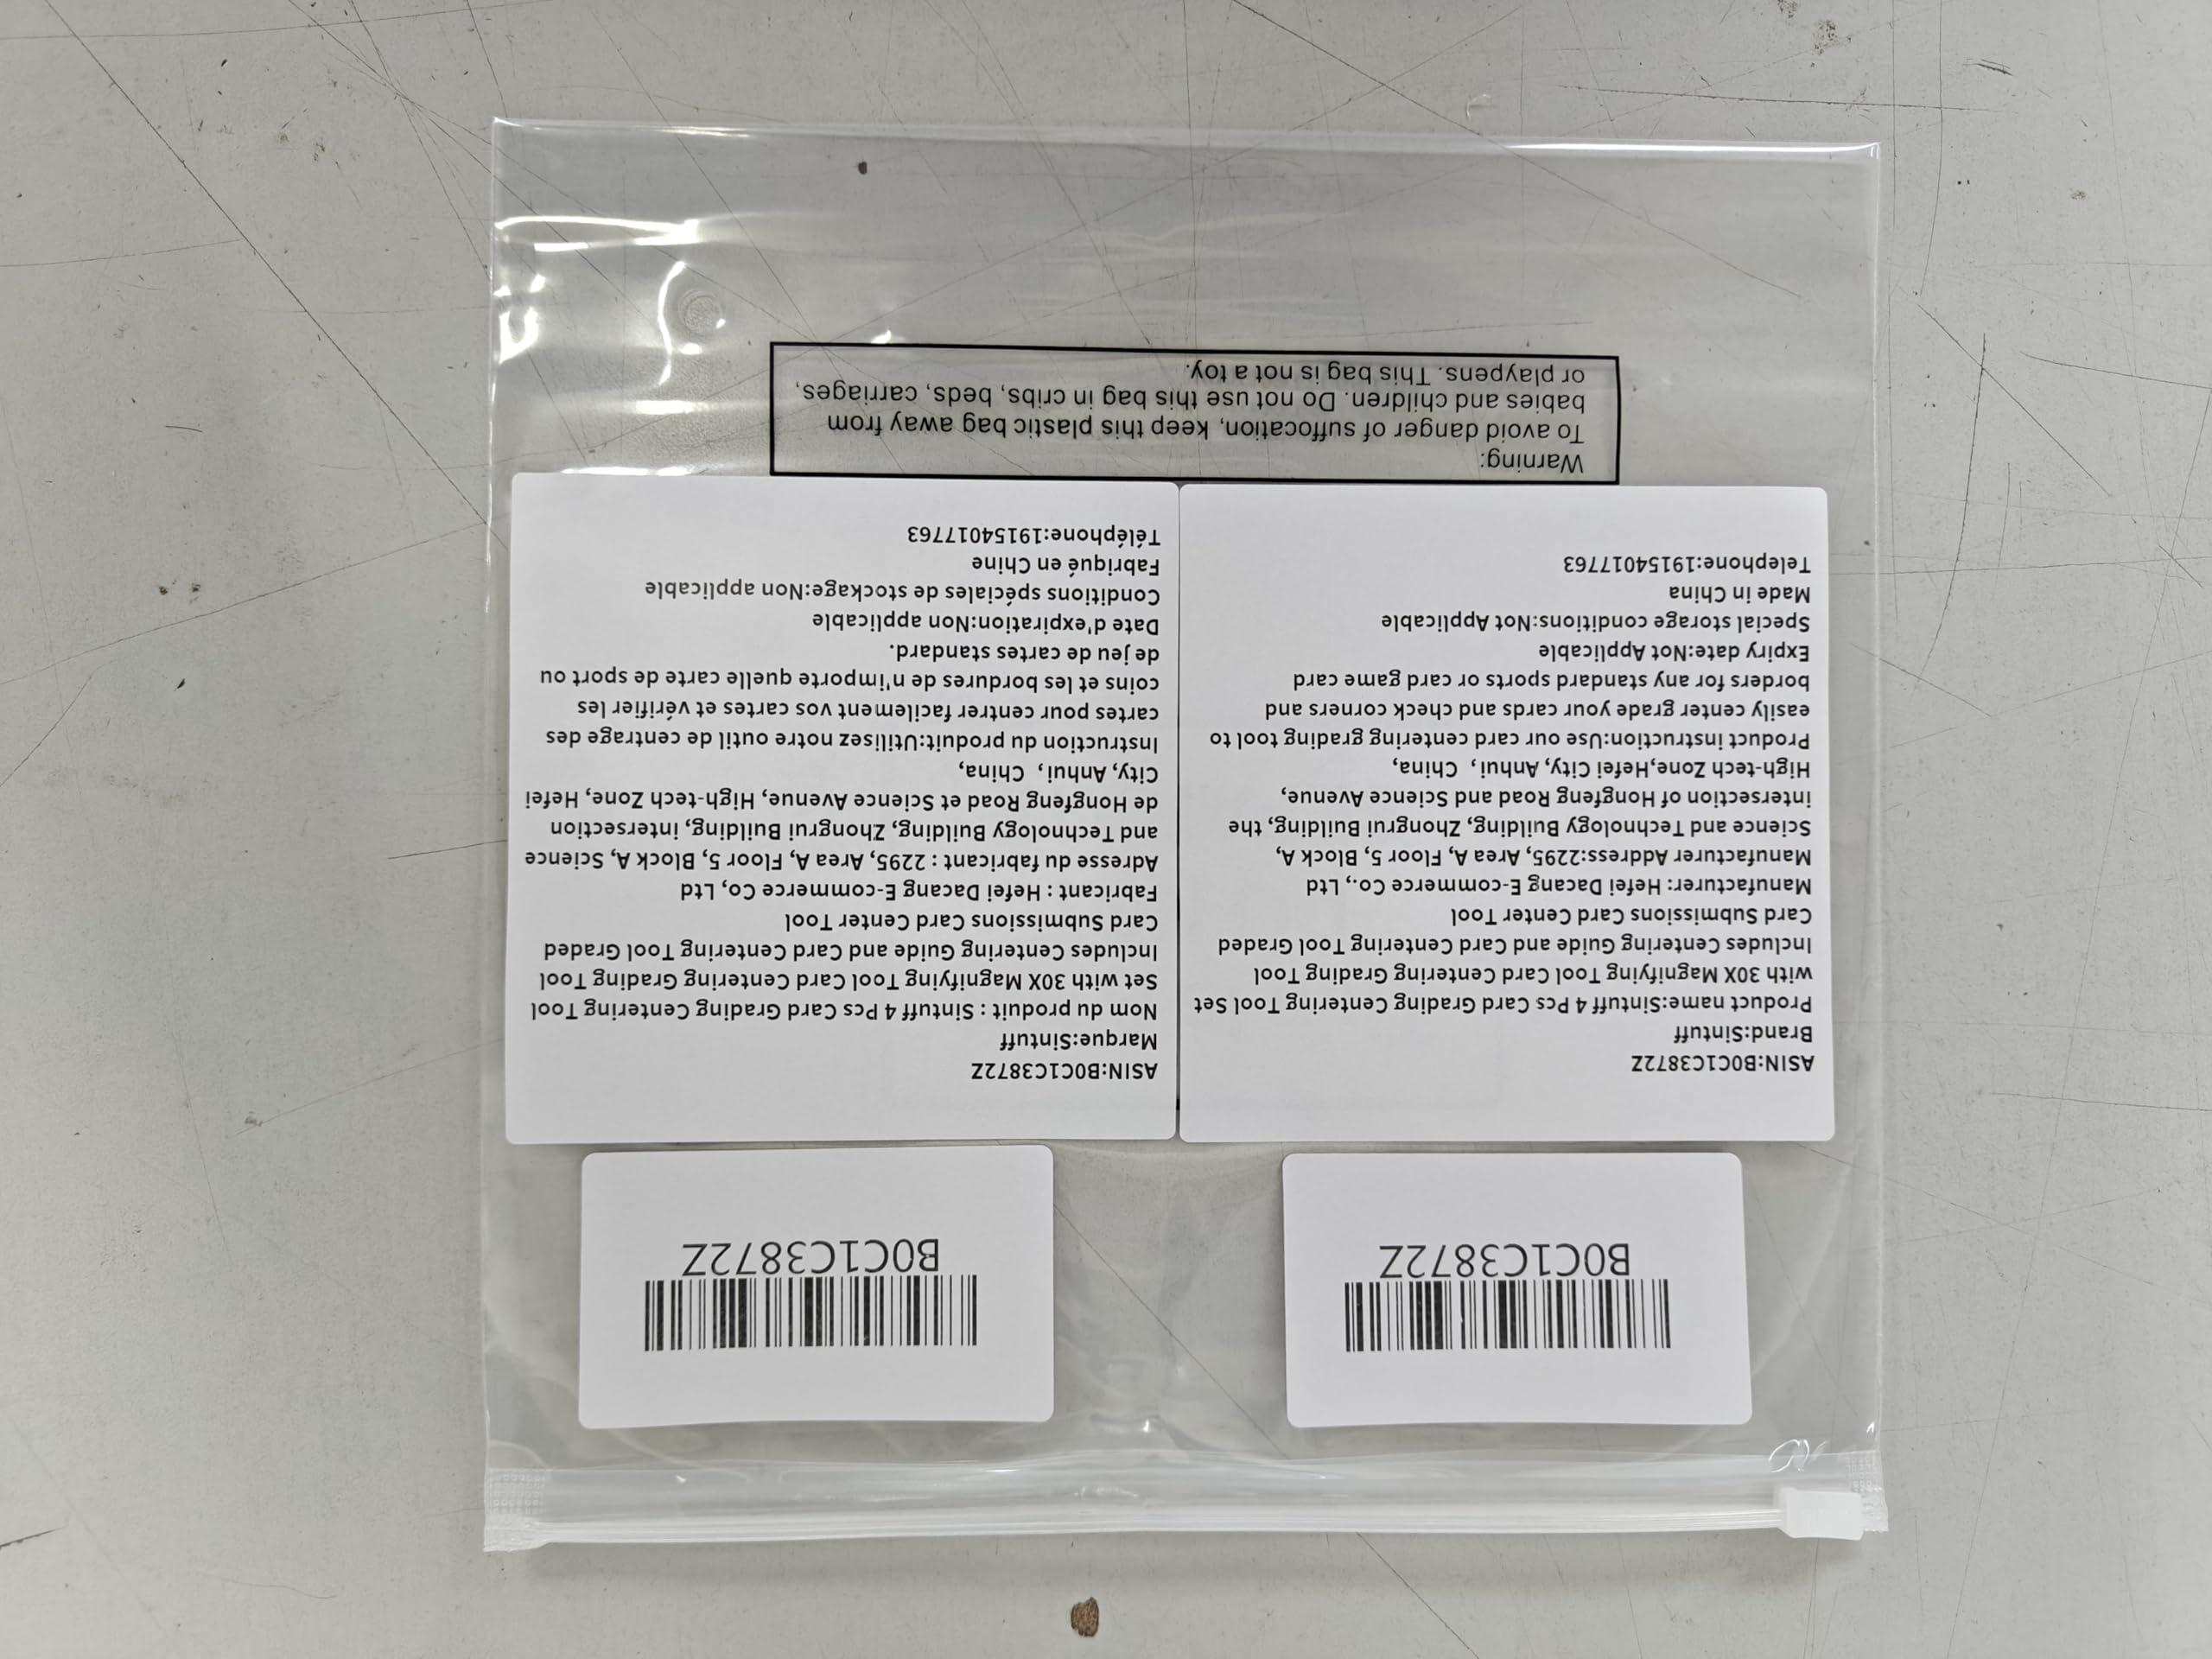 B0C1C3872Z
B0C1C3872Z
ASIN:B0C1C3872Z
Brand:Sintuff
Product name:Sintuff 4 Pcs Card Grading Centering Tool Set
with 30X Magnifying Tool Card Centering Grading Tool
Includes Centering Guide and Card Centering Tool Graded
Card Submissions Card Center Tool
Manufacturer: Hefei Dacang E-commerce Co., Ltd
Manufacturer Address:2295, Area A, Floor 5, Block A,
Science and Technology Building, Zhongrui Building, the
intersection of Hongfeng Road and Science Avenue,
High-tech Zone,Hefei City, Anhui, China,
Product instruction:Use our card centering grading tool to
easily center grade your cards and check corners and
borders for any standard sports or card game card
Expiry date:Not Applicable
Special storage conditions:Not Applicable
Made in China
Telephone:19154017763
ASIN:B0C1C3872Z
Marque:Sintuff
Nom du produit : Sintuff 4 Pcs Card Grading Centering Tool
Set with 30X Magnifying Tool Card Centering Grading Tool
Includes Centering Guide and Card Centering Tool Graded
Card Submissions Card Center Tool
Fabricant : Hefei Dacang E-commerce Co, Ltd
Adresse du fabricant : 2295, Area A, Floor 5, Block A, Science
and Technology Building, Zhongrui Building, intersection
de Hongfeng Road et Science Avenue, High-tech Zone, Hefei
City, Anhui, China,
Instruction du produit:Utilisez notre outil de centrage des
cartes pour centrer facilement vos cartes et vérifier les
coins et les bordures de n'importe quelle carte de sport ou
de jeu de cartes standard.
Date d'expiration:Non applicable
Conditions spéciales de stockage:Non applicable
Fabriqué en Chine
Téléphone:19154017763
Warning:
To avoid danger of suffocation, keep this plastic bag away from
babies and children. Do not use this bag in cribs, beds, carriages,
or playpens. This bag is not a toy.